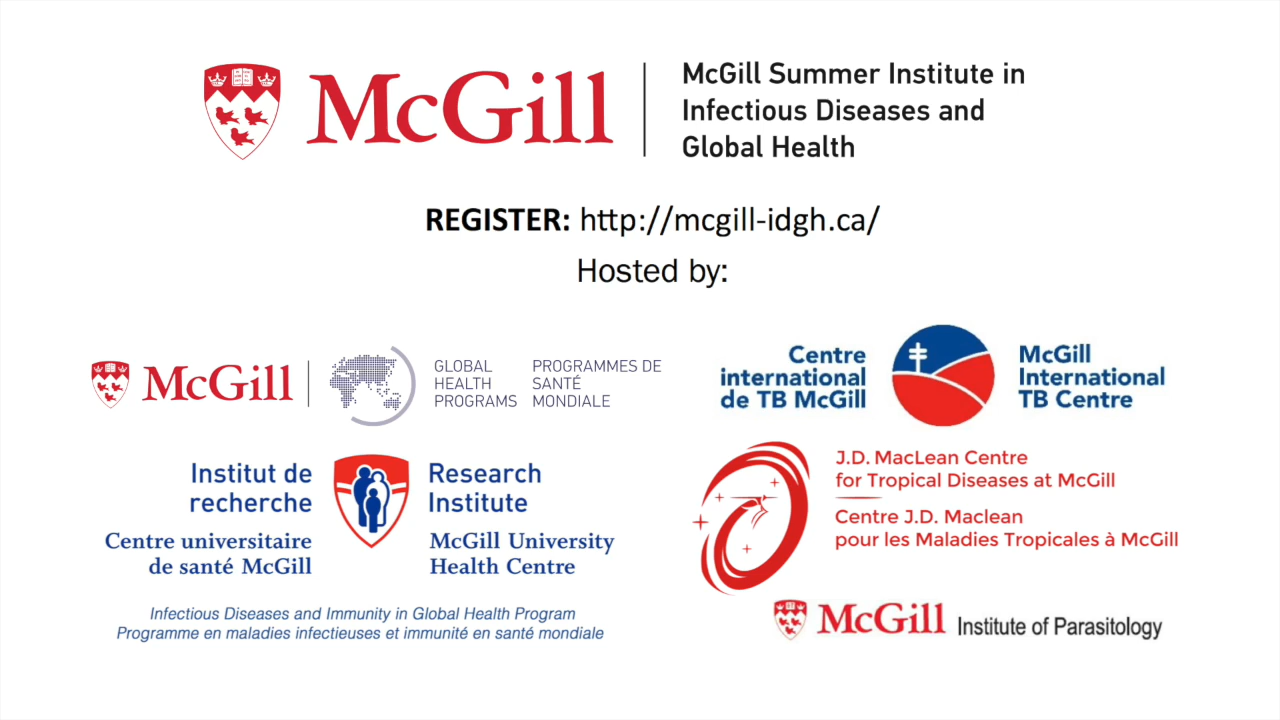 McGill
McGill Summer Institute in
Infectious Diseases and
Global Health
REGISTER: http://mcgill-idgh.ca/
Hosted by:
McGill
GLOBAL
HEALTH
PROGRAMS
PROGRAMMES DE
SANTÉ
MONDIALE
Centre
international
de TB McGill
McGill
International
TB Centre
Institut de
recherche
Centre universitaire
de santé McGill
Research
Institute
McGill University
Health Centre
Infectious Diseases and Immunity in Global Health Program
Programme en maladies infectieuses et immunité en santé mondiale
J.D. MacLean Centre
for Tropical Diseases at McGill
Centre J.D. Maclean
pour les Maladies Tropicales à McGill
McGill Institute of Parasitology